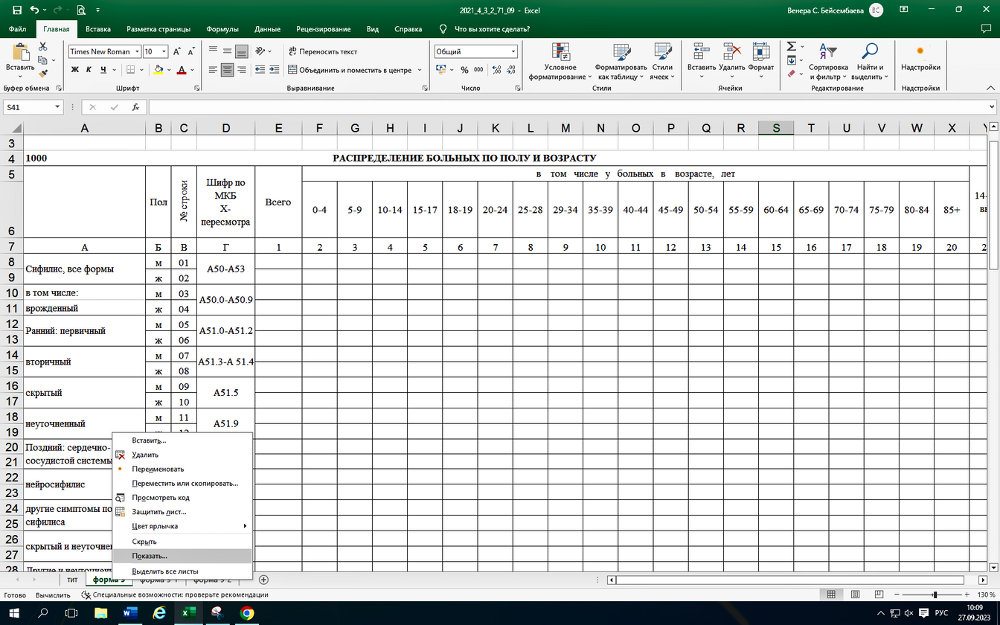 2021_4_3_2_71_09 - Excel
Венера С. Бейсембаева ВС
Файл Главная Вставка Разметка страницы Формулы Данные Рецензирование Вид Справка Что вы хотите сделать?
Вставить
Times New Roman 10
Ж К Ч
Переносить текст
Объединить и поместить в центре
Общий
% 000
Условное форматирование
Форматировать как таблицу
Стили ячеек
Вставить Удалить Формат
Сортировка и фильтр
Найти и выделить
Надстройки
Буфер обмена Шрифт Выравнивание Число Стили Ячейки Редактирование Надстройки
S41 fx
A B C D E F G H I J K L M N O P Q R S T U V W X Y
3
4 1000 РАСПРЕДЕЛЕНИЕ БОЛЬНЫХ ПО ПОЛУ И ВОЗРАСТУ
5 в том числе у больных в возрасте, лет
Пол № строки Шифр по МКБ X-пересмотра Всего
6 0-4 5-9 10-14 15-17 18-19 20-24 25-28 29-34 35-39 40-44 45-49 50-54 55-59 60-64 65-69 70-74 75-79 80-84 85+ 14-
7 А Б В Г 1 2 3 4 5 6 7 8 9 10 11 12 13 14 15 16 17 18 19 20
8 Сифилис, все формы м 01 A50-A53
9 ж 02
10 в том числе: м 03 A50.0-A50.9
11 врожденный ж 04
12 Ранний: первичный м 05 A51.0-A51.2
13 ж 06
14 вторичный м 07 A51.3-A 51.4
15 ж 08
16 скрытый м 09 A51.5
17 ж 10
18 неуточненный м 11 A51.9
19
20 Поздний: сердечно-
21 сосудистой системы
22 нейросифилис
23
24 другие симптомы по
25 сифилиса
26 скрытый и неуточнен
27
28 Другие и неуточненн
Вставить...
Удалить
Переименовать
Переместить или скопировать...
Просмотреть код
Защитить лист...
Цвет ярлычка
Скрыть
Показать...
Выделить все листы
тит форма 9 форма 9-1 форма 9-2
Готово Вычислить Специальные возможности: проверьте рекомендации 130 %
РУС
10:09
27.09.2023